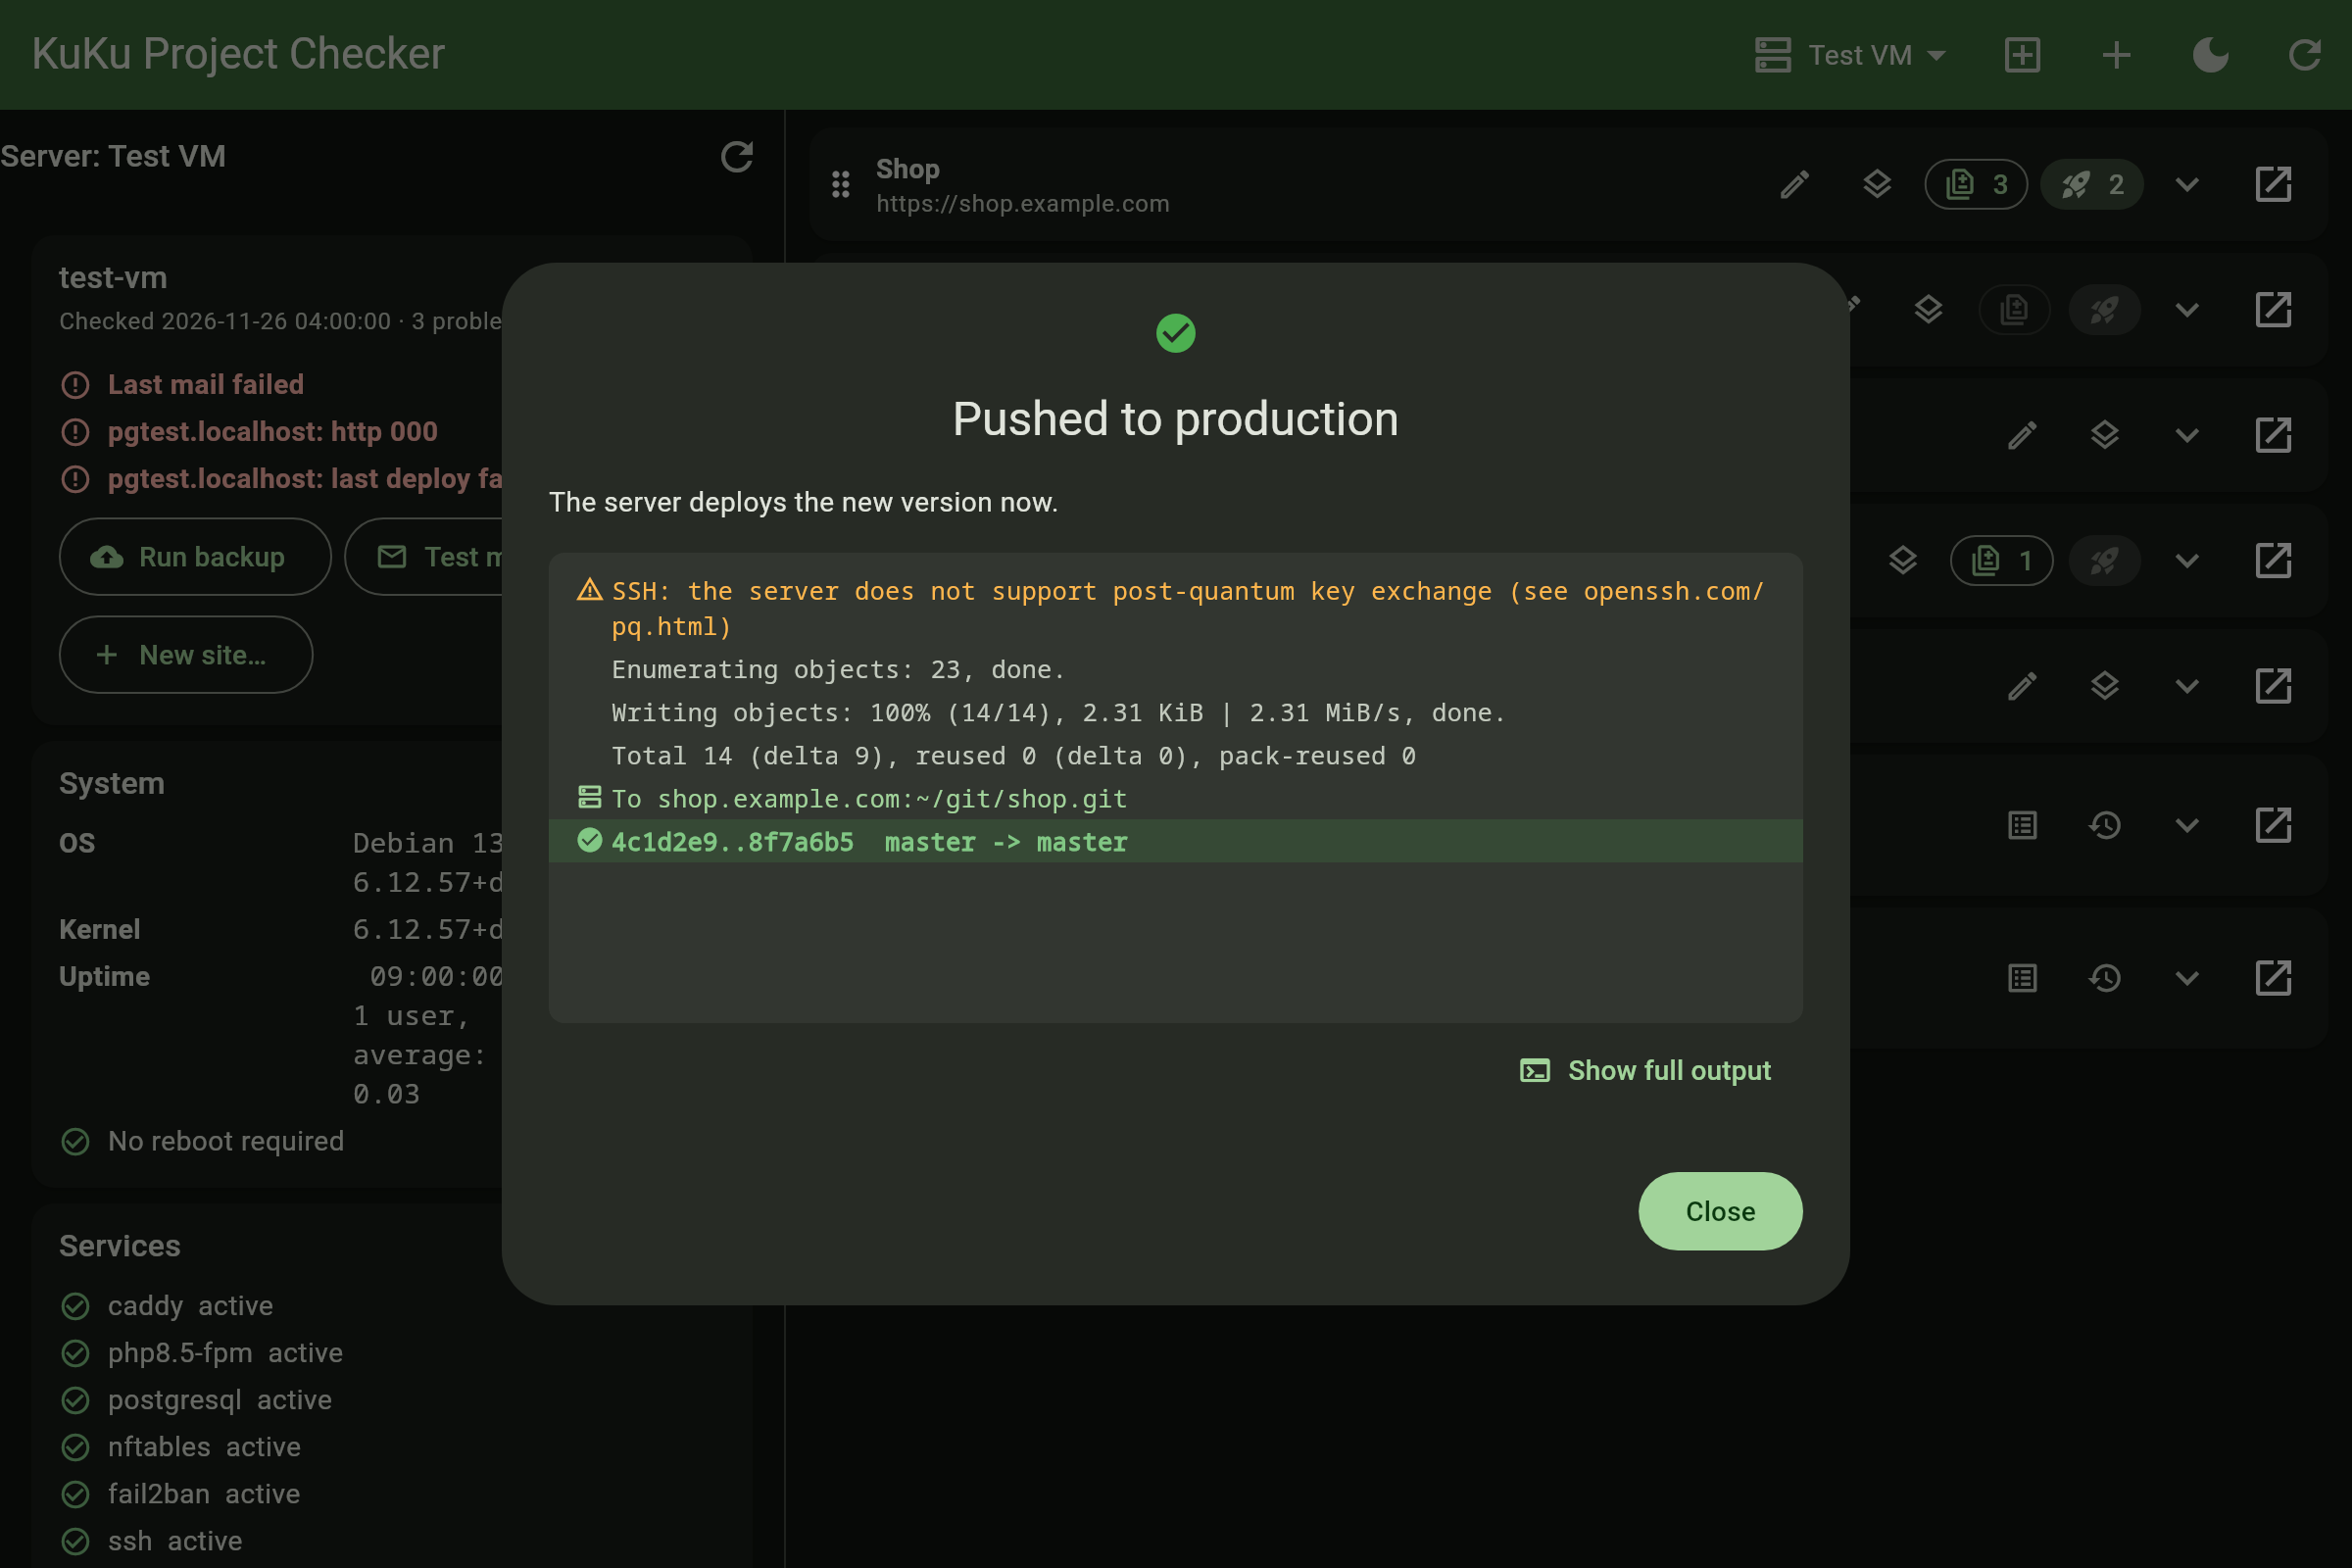 KuKu Project Checker
Test VM
Server: Test VM
test-vm
Checked 2026-11-26 04:00:00 · 3 proble
Last mail failed
pgtest.localhost: http 000
pgtest.localhost: last deploy fa
Run backup
Test m
New site…
System
OS
Debian 13
6.12.57+d
Kernel
6.12.57+d
Uptime
09:00:00
1 user,
average:
0.03
No reboot required
Services
caddy active
php8.5-fpm active
postgresql active
nftables active
fail2ban active
ssh active
Shop
https://shop.example.com
3
2
1
Pushed to production
The server deploys the new version now.
SSH: the server does not support post-quantum key exchange (see openssh.com/
pq.html)
Enumerating objects: 23, done.
Writing objects: 100% (14/14), 2.31 KiB | 2.31 MiB/s, done.
Total 14 (delta 9), reused 0 (delta 0), pack-reused 0
To shop.example.com:~/git/shop.git
4c1d2e9..8f7a6b5  master -> master
Show full output
Close